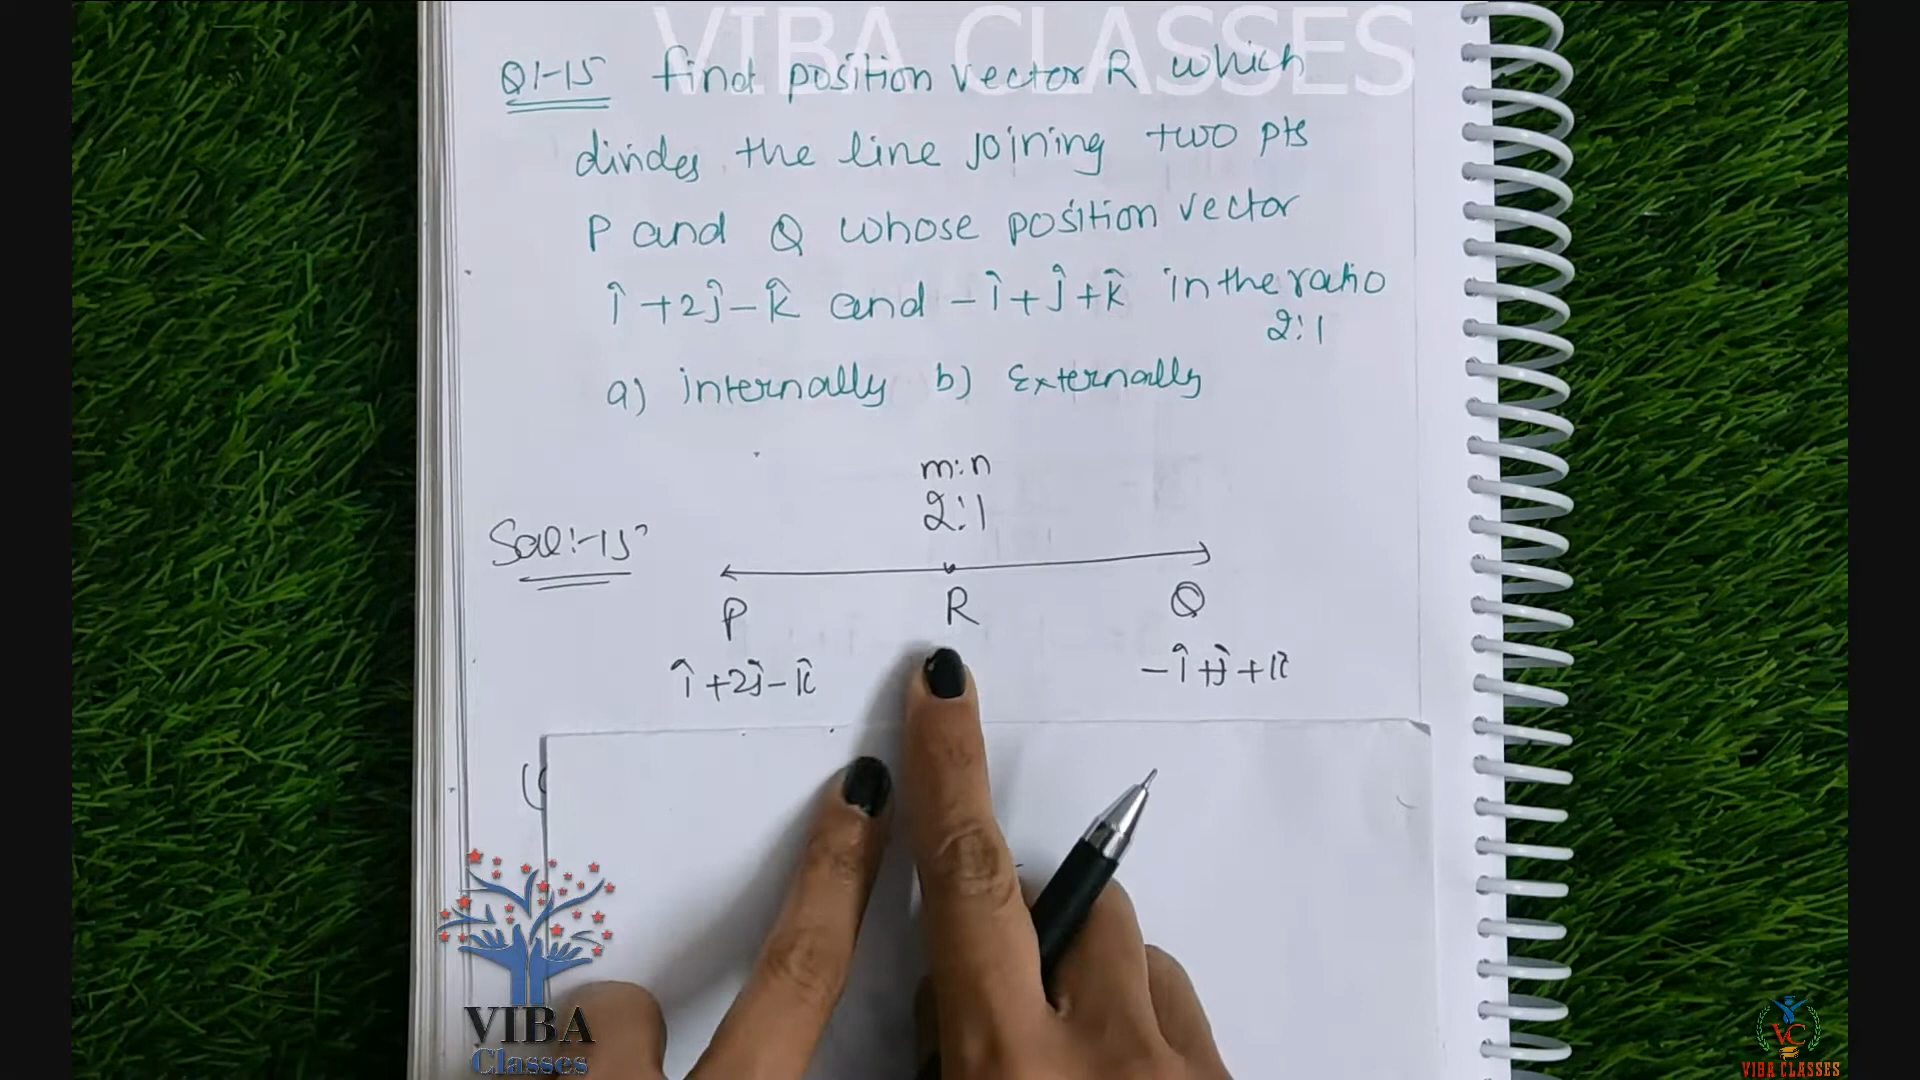 VIBA CLASSES
Q1-15 find position vector R which
divides the line joining two pts
P and Q whose position vector
î + 2ĵ - k̂ and - î + ĵ + k̂ in the ratio
2:1
a) internally b) Externally
m:n
2:1
Sol:-15
P R Q
î + 2ĵ - k̂ - î + ĵ + k̂
VIBA
Classes
VC
VIBA CLASSES